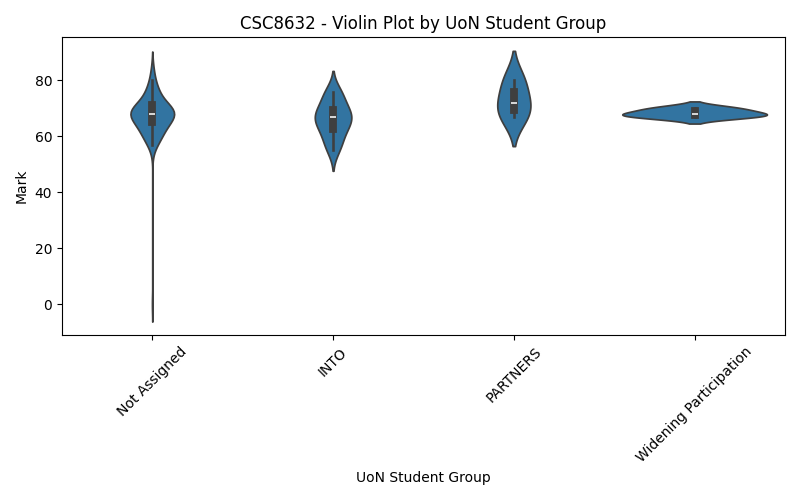 CSC8632 - Violin Plot by UoN Student Group
Mark
80
60
40
20
0
Not Assigned
INTO
PARTNERS
Widening Participation
UoN Student Group